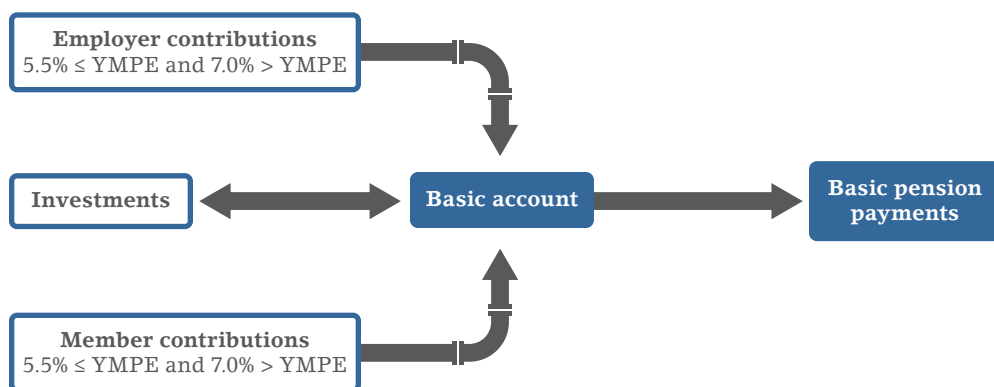 Employer contributions
5.5% ≤ YMPE and 7.0% > YMPE
Investments
Basic account
Basic pension
payments
Member contributions
5.5% ≤ YMPE and 7.0% > YMPE